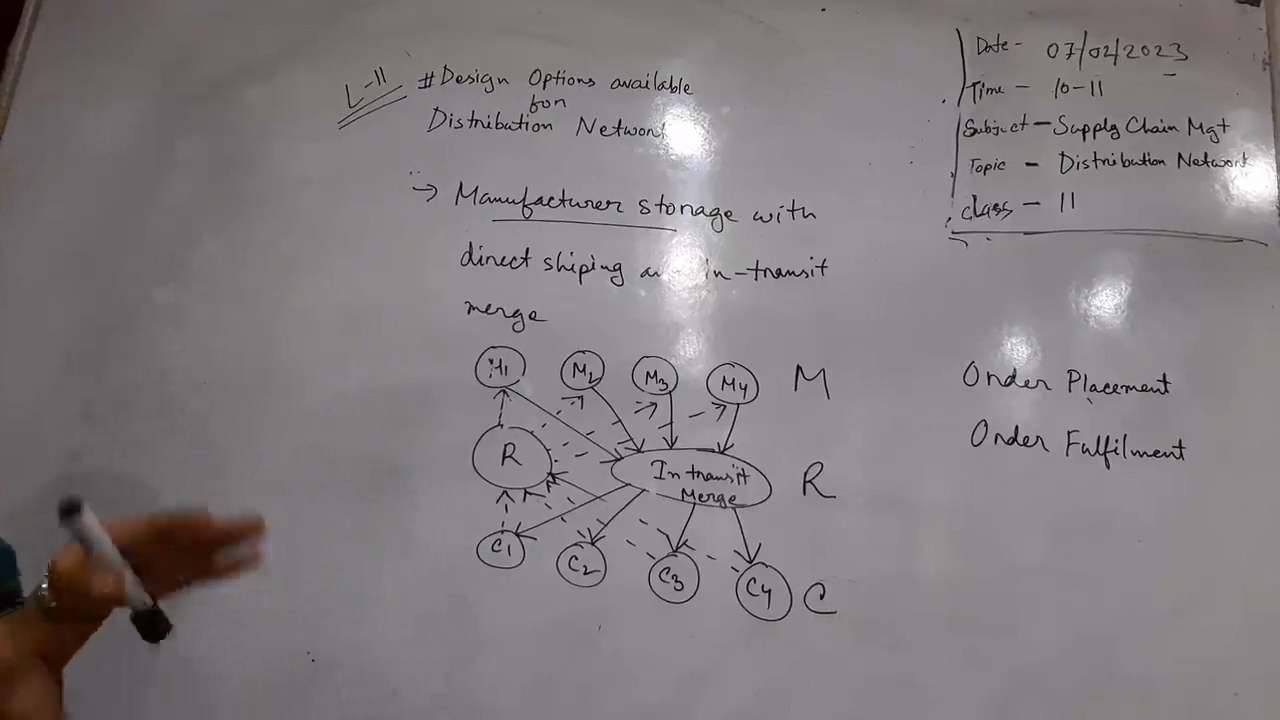 L-11
#Design Options available
for
Distribution Network
→ Manufacturer storage with
direct shiping in-transit
merge
M1 M2 M3 M4 M
R In transit Merge R
C1 C2 C3 C4 C
Date - 07/02/2023
Time - 10-11
Subject - Supply Chain Mgt
Topic - Distribution Network
class - 11
Order Placement
Order Fulfilment